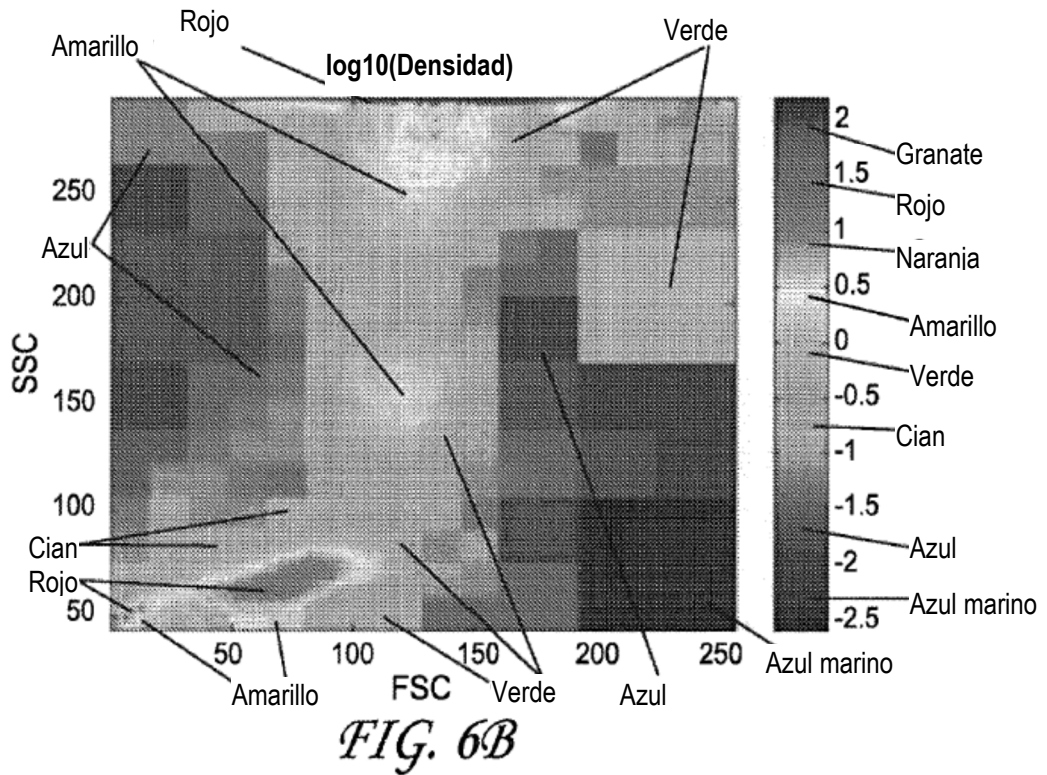 Rojo
Amarillo
Verde
log10(Densidad)
2
Granate
1.5
Rojo
1
Naranja
0.5
Amarillo
0
Verde
-0.5
Cian
-1
-1.5
Azul
-2
Azul marino
-2.5
250
Azul
200
SSC
150
100
Cian
Rojo
50
50 100 150 200 250
Amarillo
FSC
Verde
Azul
Azul marino
FIG. 6B